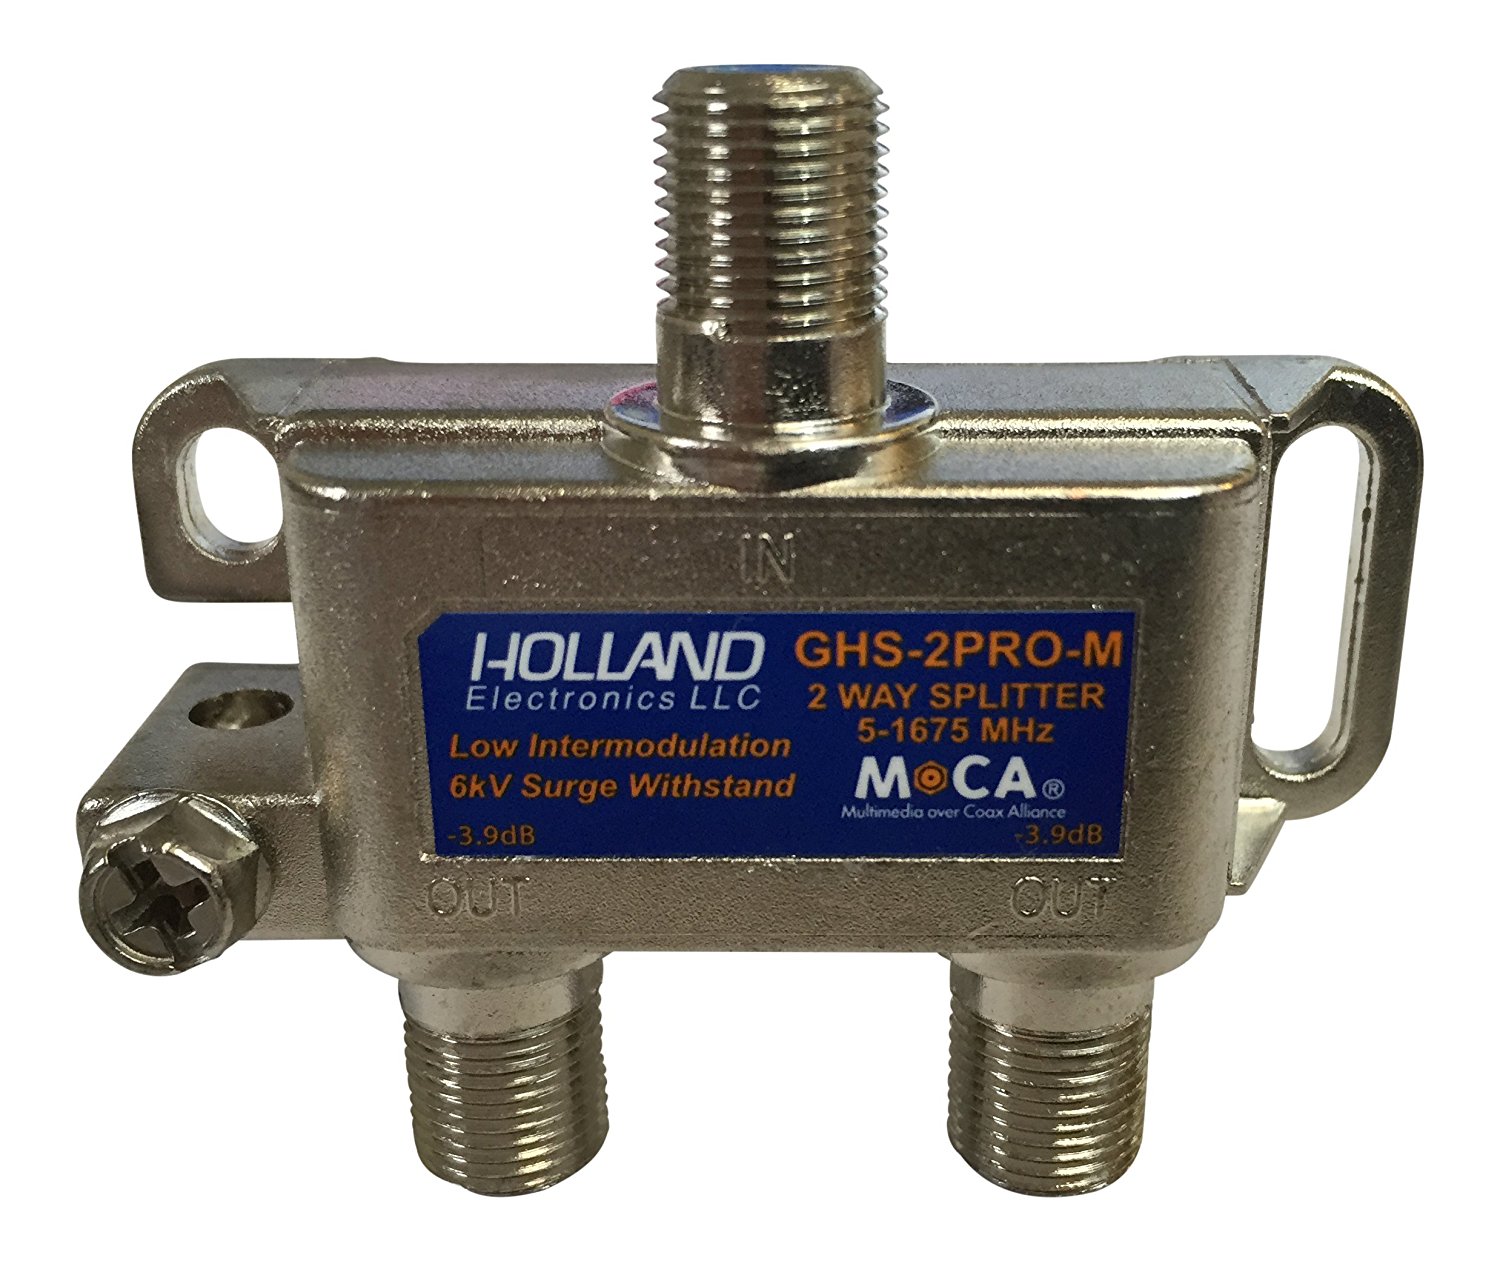 IN
HOLLAND
Electronics LLC
GHS-2PRO-M
2 WAY SPLITTER
5-1675 MHz
Low Intermodulation
6kV Surge Withstand
MoCA®
Multimedia over Coax Alliance
-3.9dB
-3.9dB
OUT
OUT